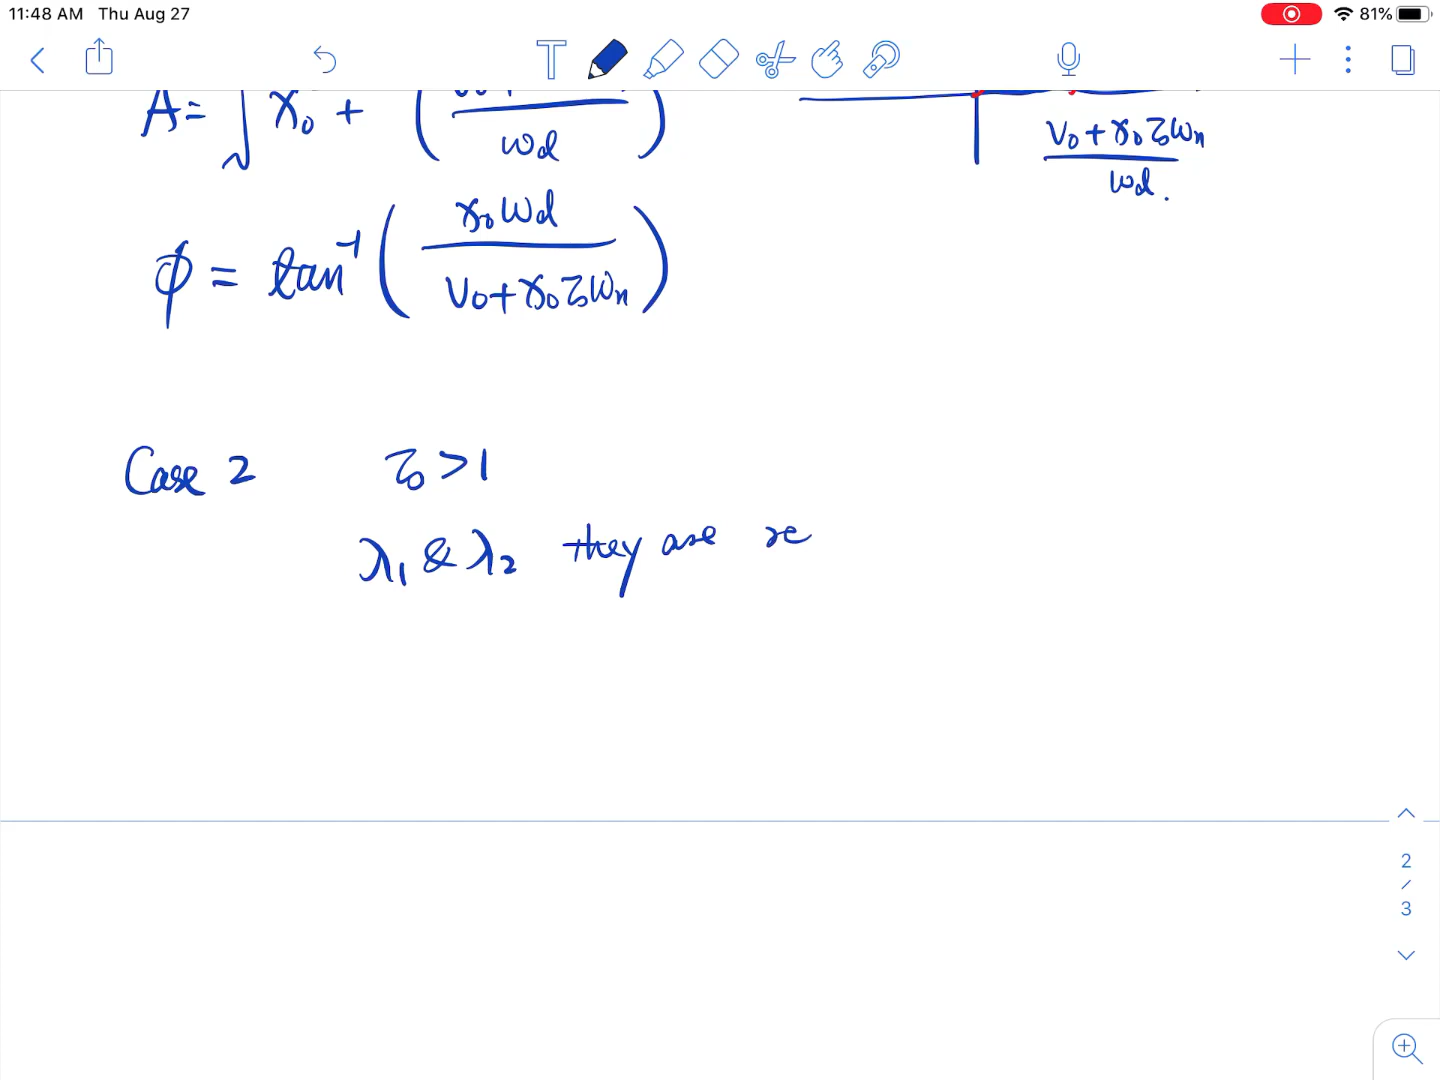 11:48 AM Thu Aug 27
81%
T
A = √ x₀ + ( / ωd )
v₀ + x₀ζωn / ωd.
φ = tan⁻¹ ( x₀ωd / v₀ + x₀ζωn )
Case 2 ζ > 1
λ₁ & λ₂ they are re
2
/
3